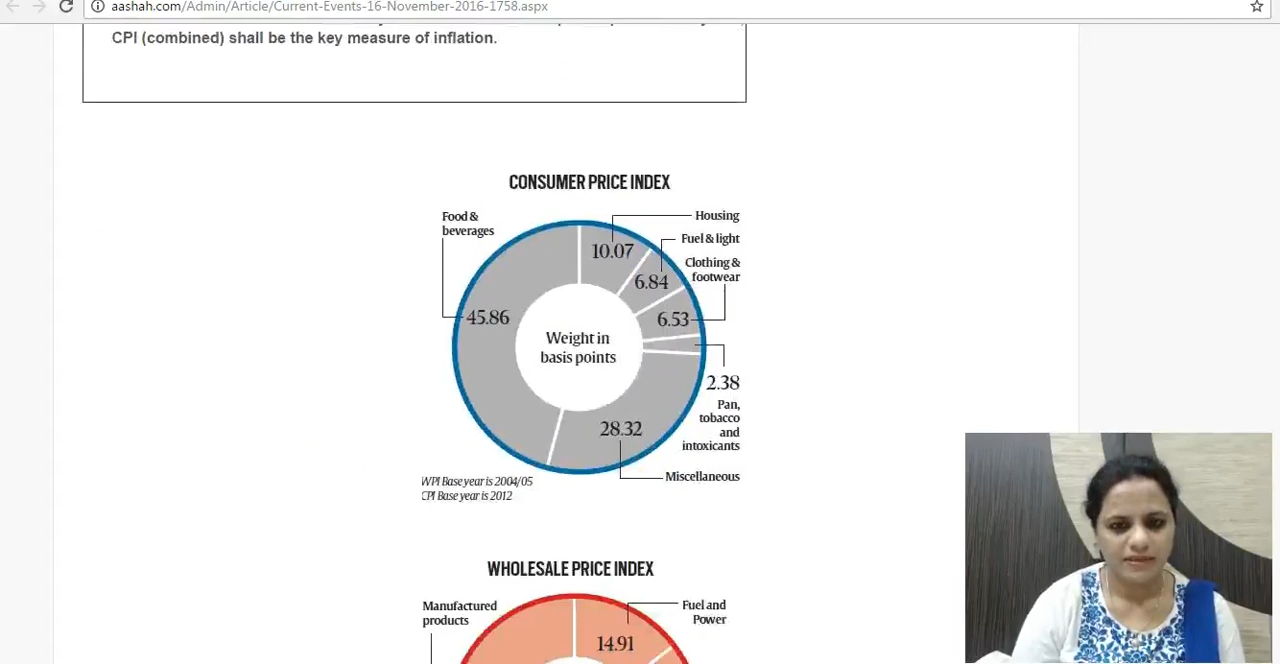 aashah.com/Admin/Article/Current-Events-16-November-2016-1758.aspx
CPI (combined) shall be the key measure of inflation.
CONSUMER PRICE INDEX
Food &
beverages
45.86
10.07
Housing
6.84
Fuel & light
6.53
Clothing &
footwear
2.38
Pan,
tobacco
and
intoxicants
28.32
Miscellaneous
Weight in
basis points
WPI Base year is 2004/05
CPI Base year is 2012
WHOLESALE PRICE INDEX
Manufactured
products
14.91
Fuel and
Power